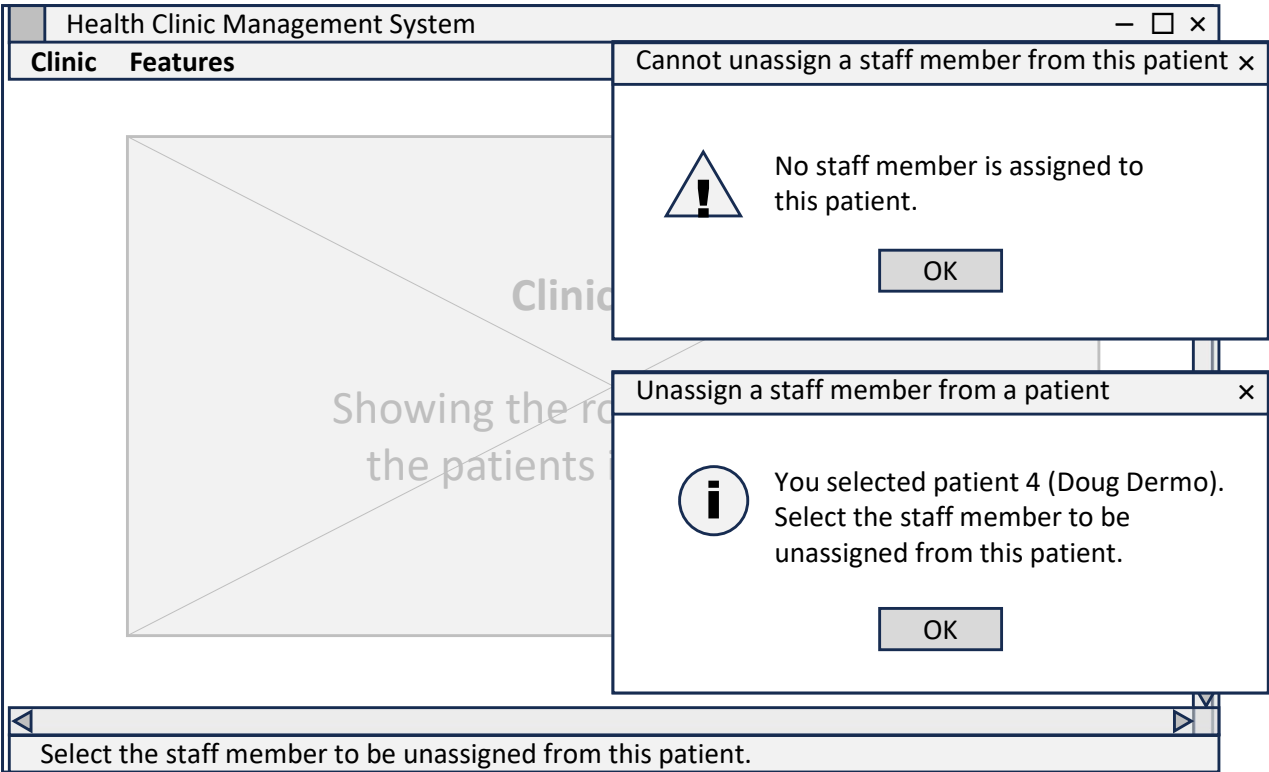 Health Clinic Management System
Clinic Features
Cannot unassign a staff member from this patient
No staff member is assigned to
this patient.
OK
Clinic
Showing the
the patients
Unassign a staff member from a patient
You selected patient 4 (Doug Dermo).
Select the staff member to be
unassigned from this patient.
OK
Select the staff member to be unassigned from this patient.